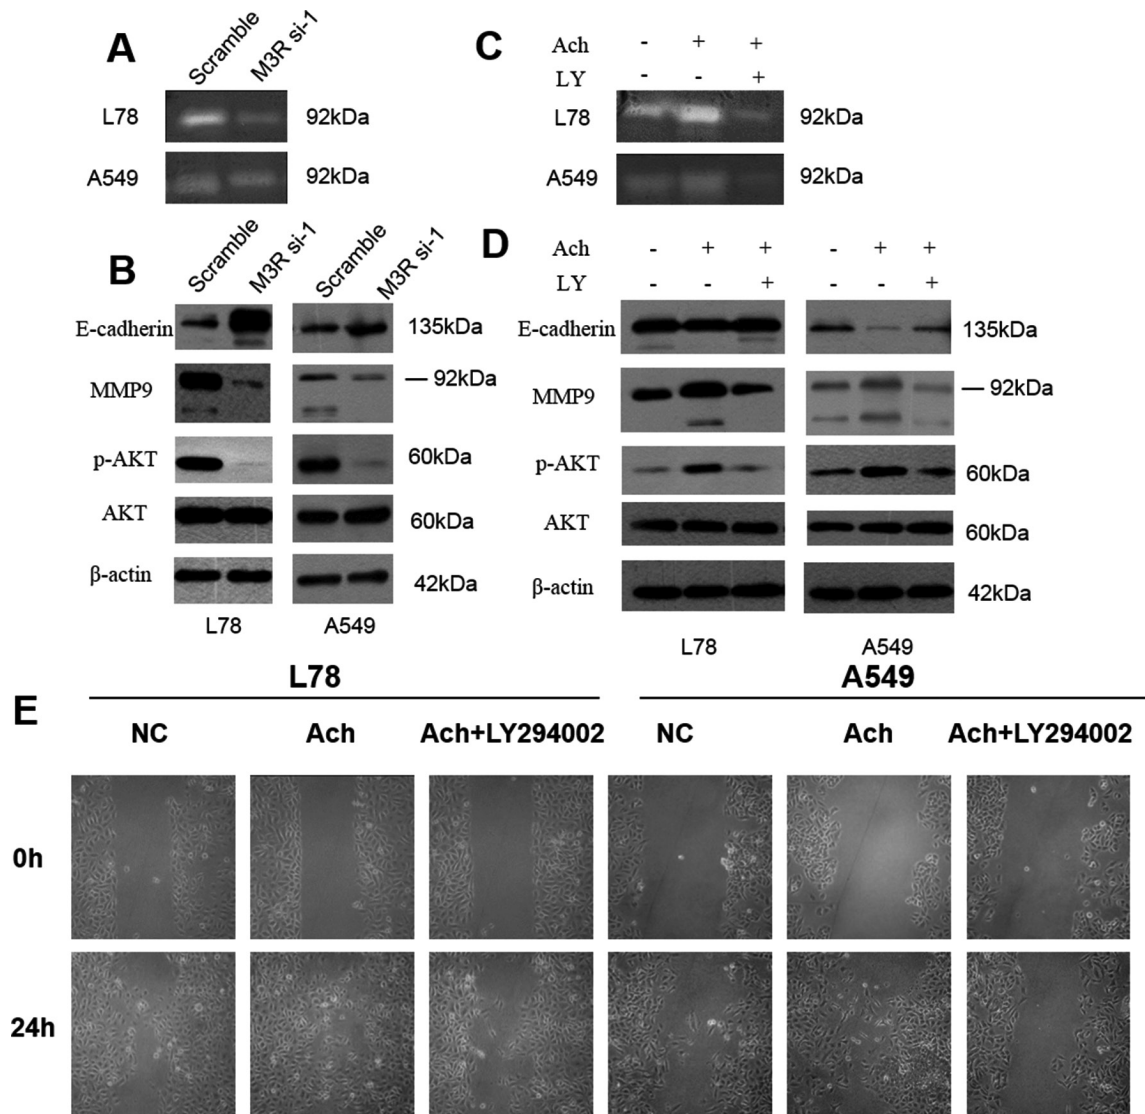 A
Scramble
M3R si-1
L78
92kDa
A549
92kDa
C
Ach - + +
LY - - +
L78
92kDa
A549
92kDa
B
Scramble
M3R si-1
Scramble
M3R si-1
E-cadherin
135kDa
MMP9
92kDa
p-AKT
60kDa
AKT
60kDa
β-actin
42kDa
L78
A549
D
Ach - + + - + +
LY - - + - - +
E-cadherin
135kDa
MMP9
92kDa
p-AKT
60kDa
AKT
60kDa
β-actin
42kDa
L78
A549
E
L78
A549
NC Ach Ach+LY294002 NC Ach Ach+LY294002
0h
24h